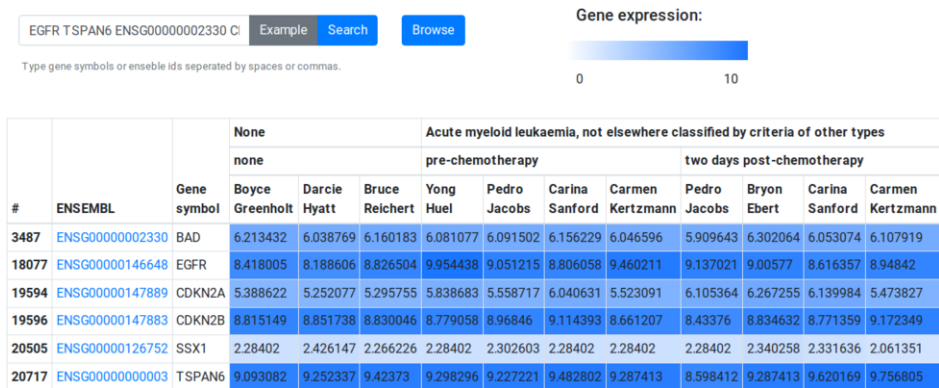 Gene expression:
EGFR TSPAN6 ENSG00000002330 Example Search Browse
Type gene symbols or enseble ids seperated by spaces or commas.
0 10
None Acute myeloid leukaemia, not elsewhere classified by criteria of other types
none pre-chemotherapy two days post-chemotherapy
# ENSEMBL Gene symbol Boyce Greenholt Darcie Hyatt Bruce Reichert Yong Huel Pedro Jacobs Carina Sanford Carmen Kertzmann Pedro Jacobs Bryon Ebert Carina Sanford Carmen Kertzmann
3487 ENSG00000002330 BAD 6.213432 6.038769 6.160183 6.081077 6.091502 6.156229 6.046596 5.909643 6.302064 6.053074 6.107919
18077 ENSG00000146648 EGFR 8.418005 8.188606 8.826504 9.954438 9.051215 8.806058 9.460211 9.137021 9.00577 8.616357 8.94842
19594 ENSG00000147889 CDKN2A 5.388622 5.252077 5.295755 5.838683 5.558717 6.040631 5.523091 6.105364 6.267255 6.139984 5.473827
19596 ENSG00000147883 CDKN2B 8.815149 8.851738 8.830046 8.779058 8.96846 9.114393 8.661207 8.43376 8.834632 8.771359 9.172349
20505 ENSG00000126752 SSX1 2.28402 2.426147 2.266226 2.28402 2.302603 2.28402 2.28402 2.28402 2.340258 2.331636 2.061351
20717 ENSG00000000003 TSPAN6 9.093082 9.252337 9.42373 9.298296 9.227221 9.482802 9.287413 8.598412 9.287413 9.620169 9.756805